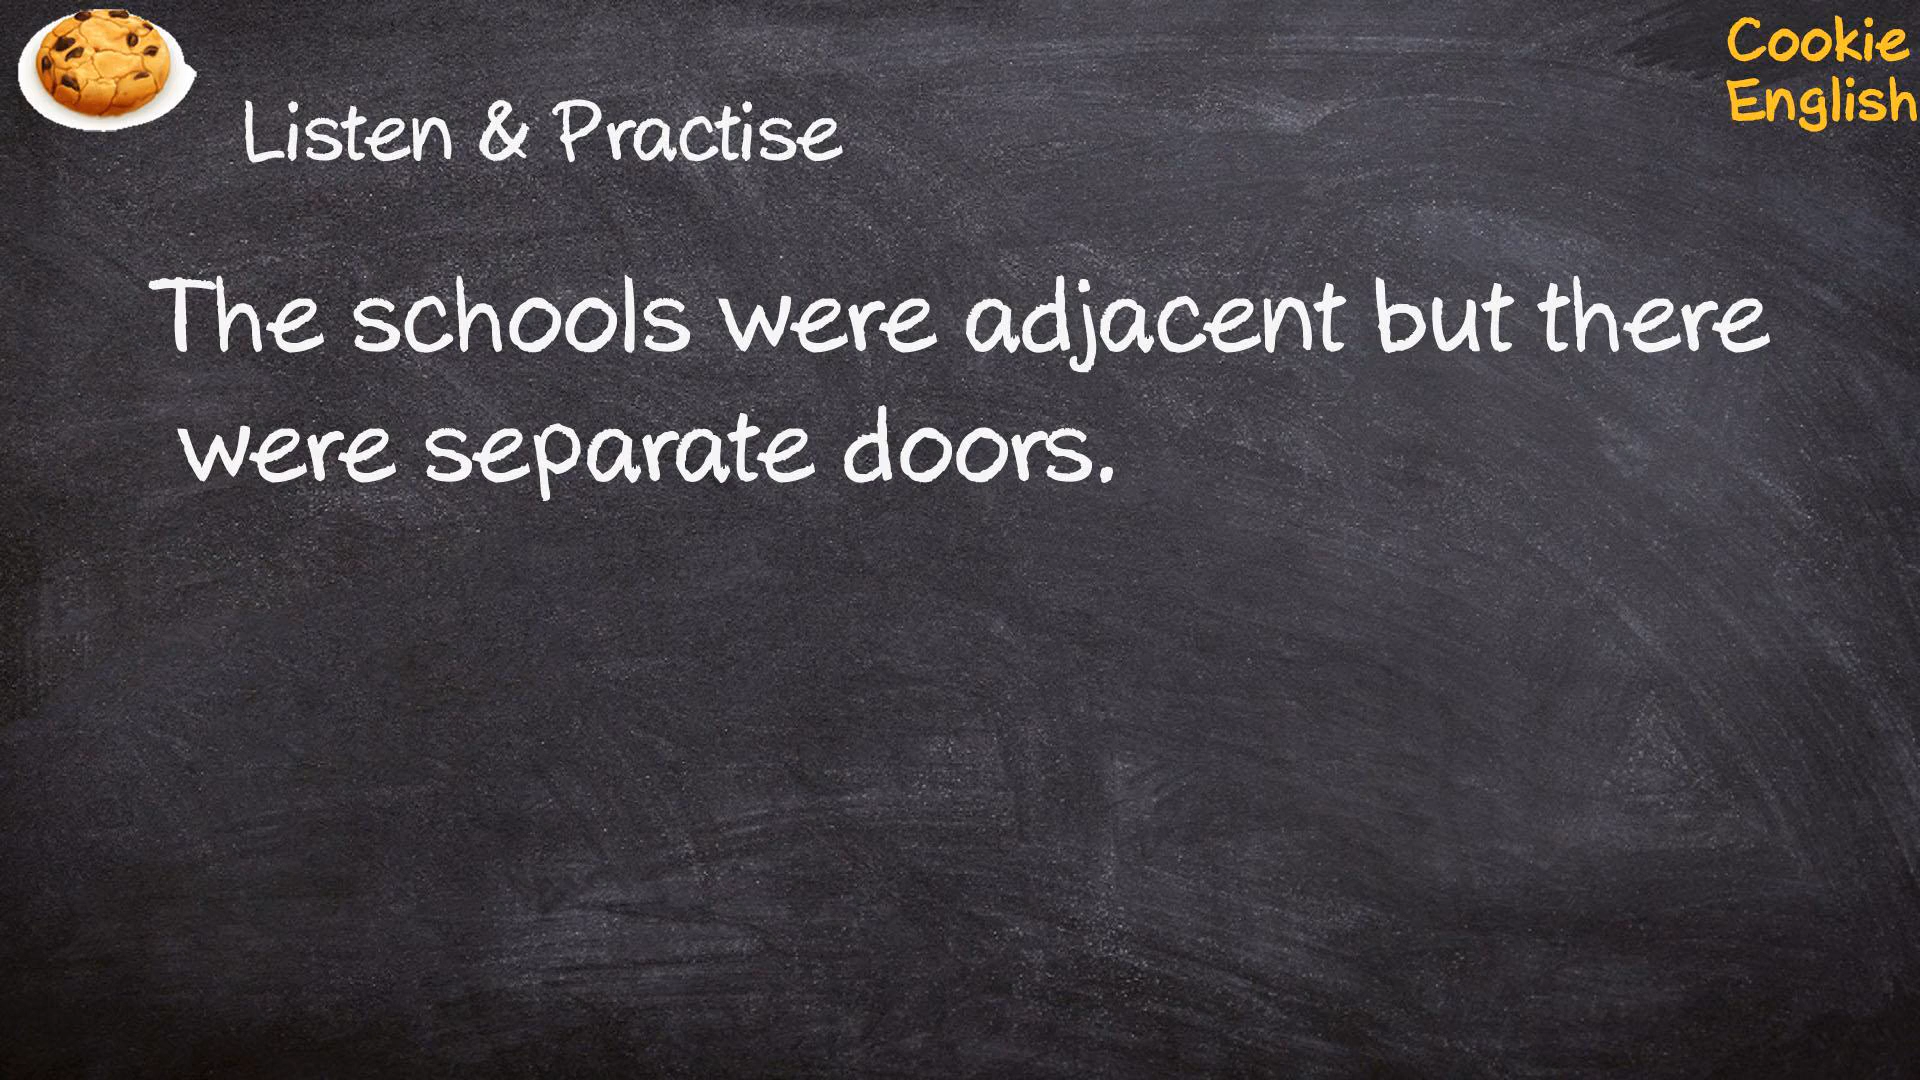 Cookie
English
Listen & Practise
The schools were adjacent but there
were separate doors.